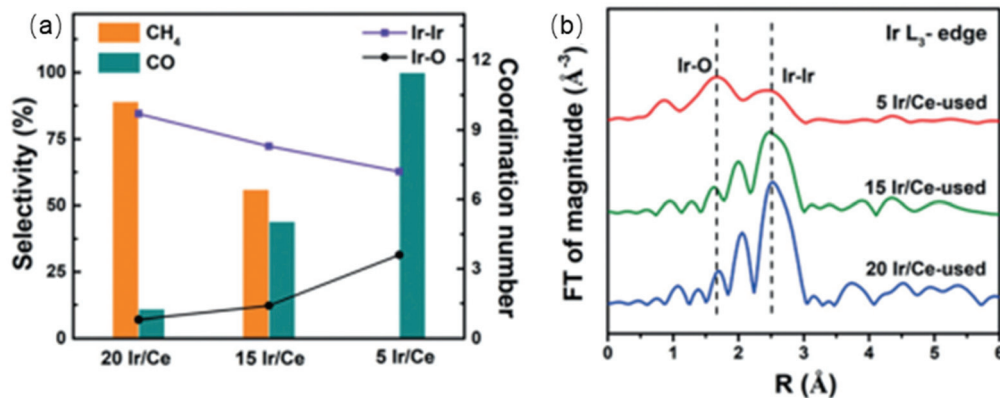 (a)
CH₄
CO
Ir-Ir
Ir-O
Selectivity (%)
100
75
50
25
0
Coordination number
12
9
6
3
0
20 Ir/Ce
15 Ir/Ce
5 Ir/Ce
(b)
Ir L₃- edge
Ir-O
Ir-Ir
5 Ir/Ce-used
15 Ir/Ce-used
20 Ir/Ce-used
FT of magnitude (Å⁻³)
0 1 2 3 4 5 6
R (Å)